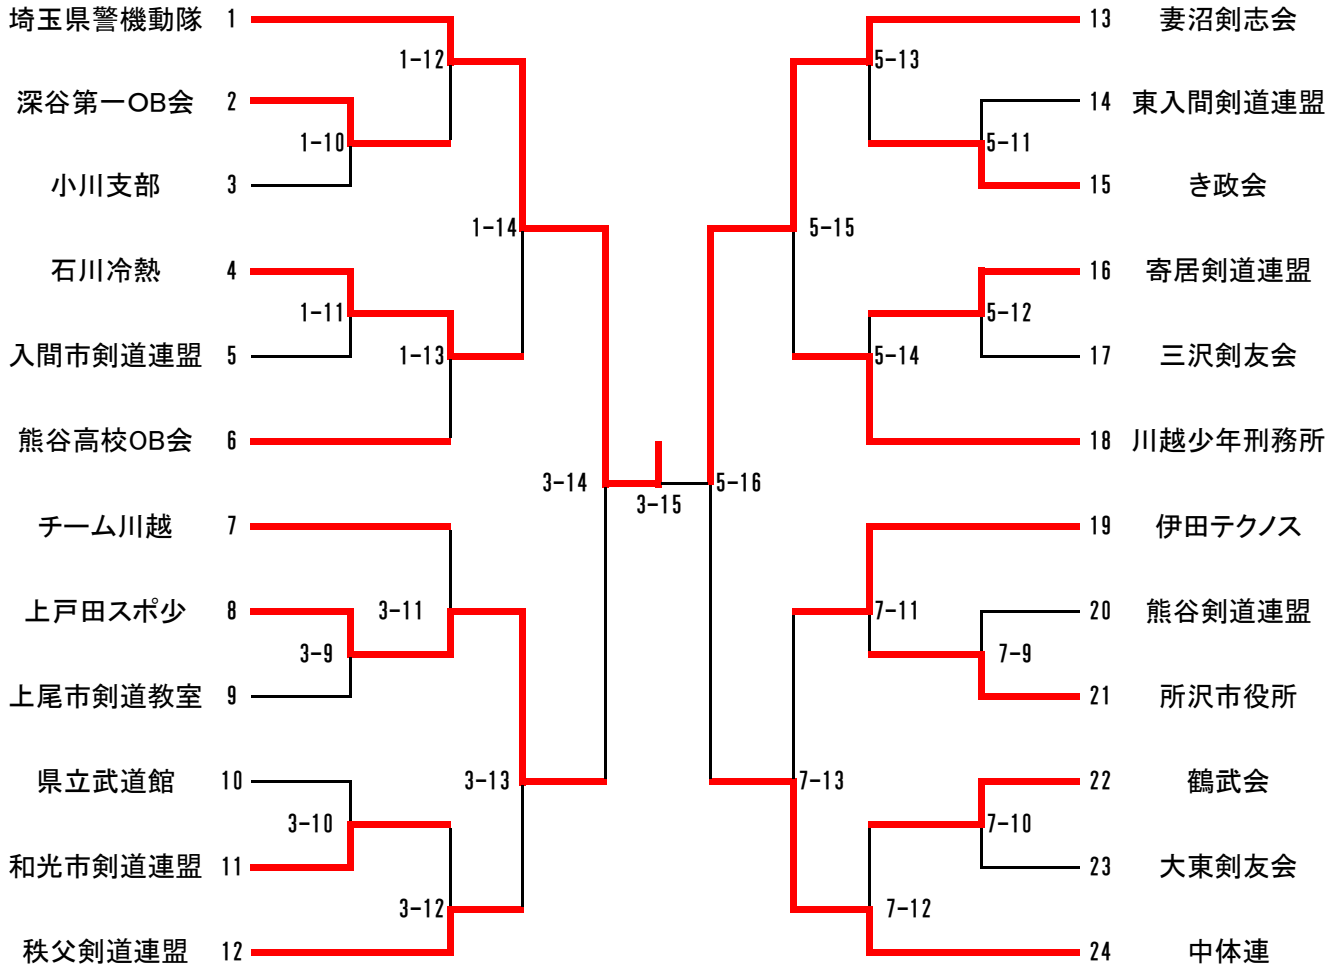 埼玉県警機動隊 1
1-12
深谷第一OB会 2
1-10
小川支部 3
1-14
石川冷熱 4
1-11
入間市剣道連盟 5
1-13
熊谷高校OB会 6
3-14
チーム川越 7
上戸田スポ少 8
3-11
3-9
上尾市剣道教室 9
県立武道館 10
3-13
3-10
和光市剣道連盟 11
3-12
秩父剣道連盟 12
3-15
13 妻沼剣志会
5-13
14 東入間剣道連盟
5-11
15 き政会
5-15
16 寄居剣道連盟
5-12
17 三沢剣友会
5-14
18 川越少年刑務所
5-16
19 伊田テクノス
20 熊谷剣道連盟
7-11
7-9
21 所沢市役所
22 鶴武会
7-13
7-10
23 大東剣友会
7-12
24 中体連